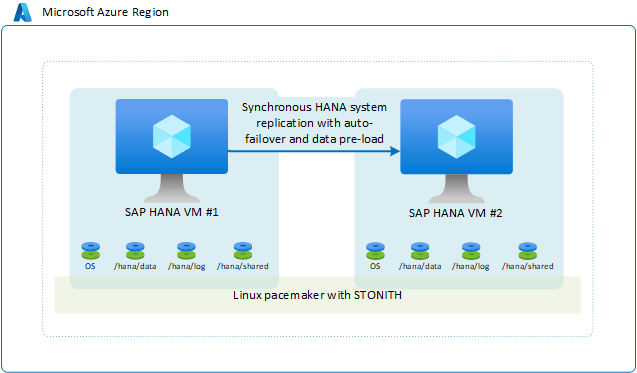 Microsoft Azure Region
Synchronous HANA system
replication with auto-
failover and data pre-load
SAP HANA VM #1
SAP HANA VM #2
OS /hana/data /hana/log /hana/shared
OS /hana/data /hana/log /hana/shared
Linux pacemaker with STONITH